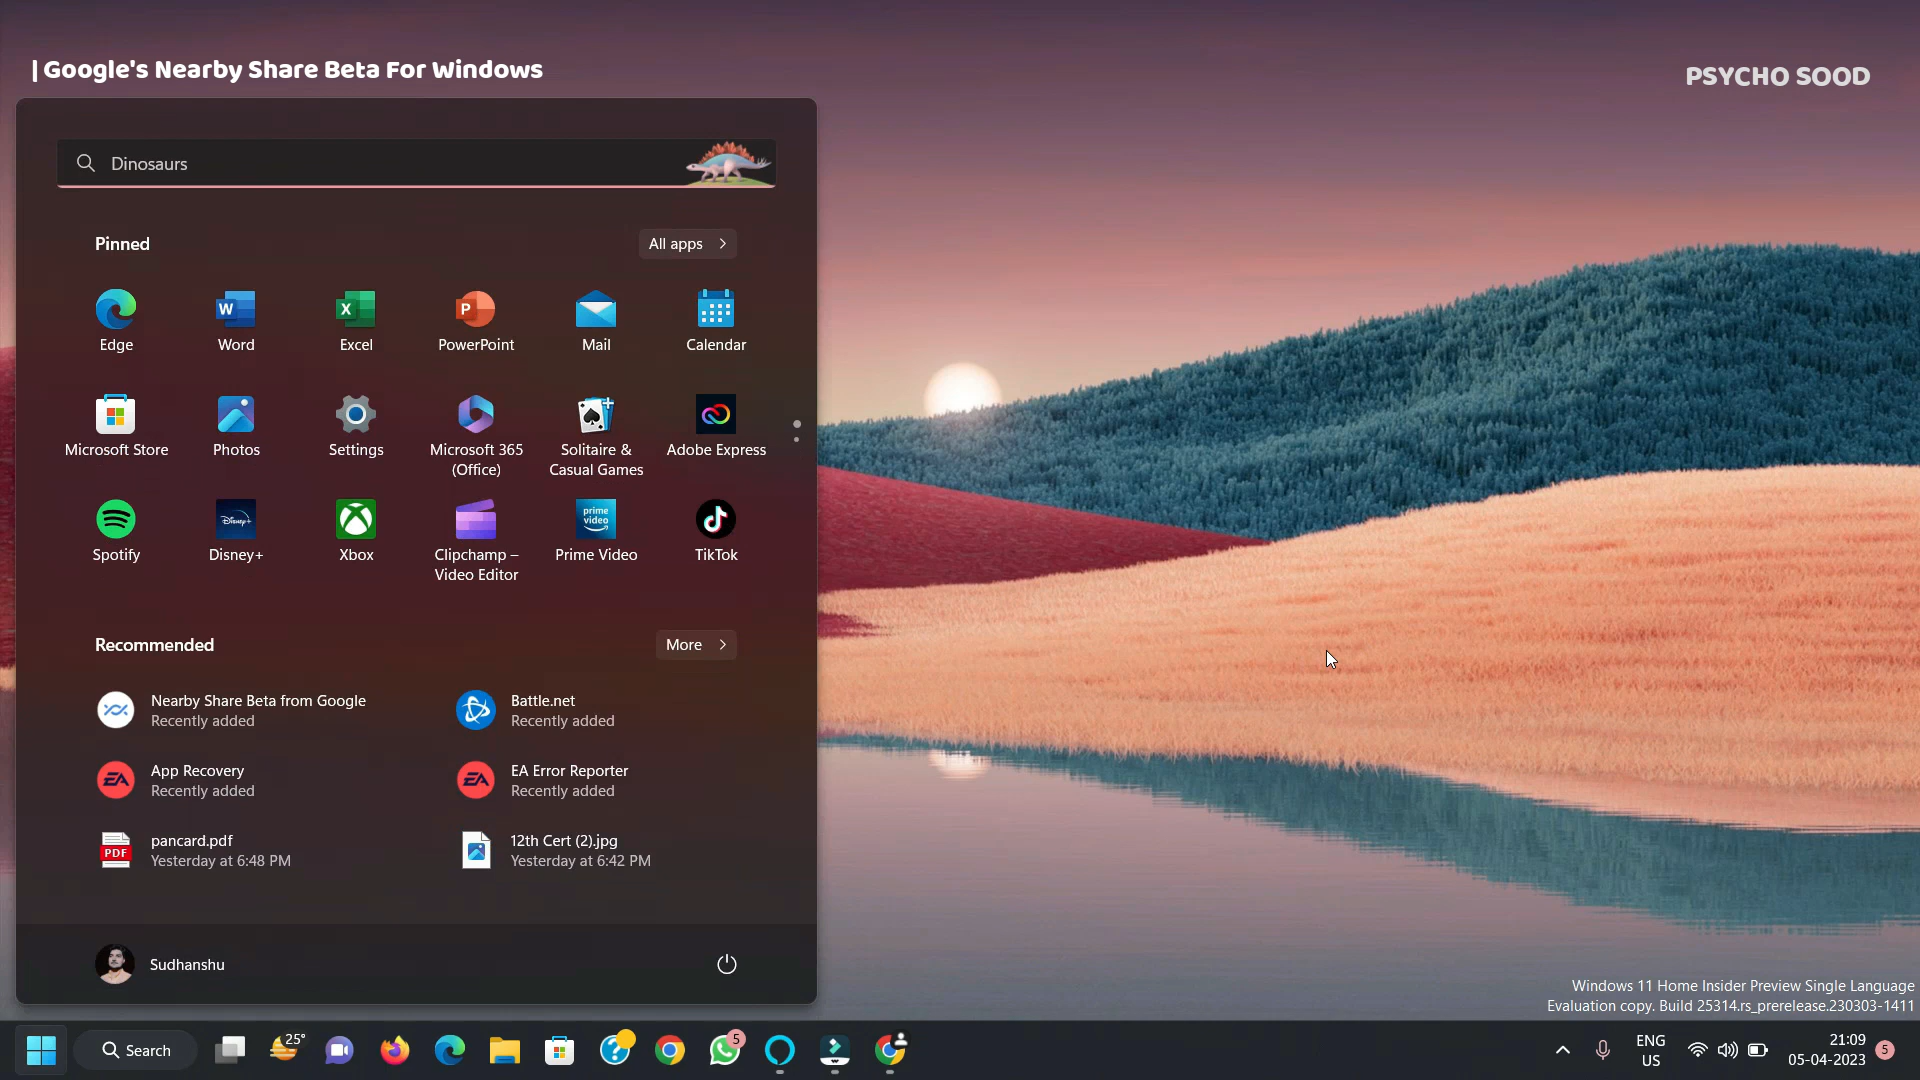 | Google's Nearby Share Beta For Windows
PSYCHO SOOD
Dinosaurs
Pinned
All apps
Edge
Word
Excel
PowerPoint
Mail
Calendar
Microsoft Store
Photos
Settings
Microsoft 365
(Office)
Solitaire &
Casual Games
Adobe Express
Spotify
Disney+
Xbox
Clipchamp –
Video Editor
prime
video
Prime Video
TikTok
Recommended
More
Nearby Share Beta from Google
Recently added
Battle.net
Recently added
App Recovery
Recently added
EA Error Reporter
Recently added
PDF
pancard.pdf
Yesterday at 6:48 PM
12th Cert (2).jpg
Yesterday at 6:42 PM
Sudhanshu
Windows 11 Home Insider Preview Single Language
Evaluation copy. Build 25314.rs_prerelease.230303-1411
Search
25°
5
ENG
US
21:09
05-04-2023
5